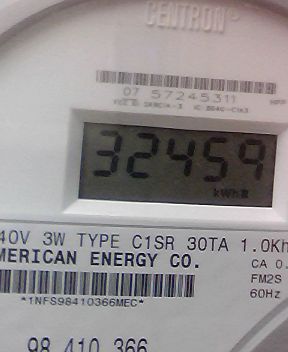 CENTRON®
07 57245311
32459
kWh
40V 3W TYPE C1SR 30TA 1.0Kh
MERICAN ENERGY CO.
CA 0.
FM2S
60Hz
*1NFS98410366MEC*
98 410 366